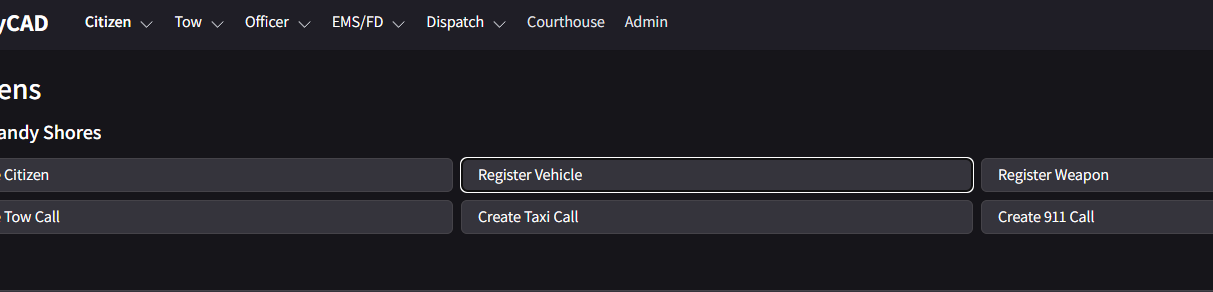 yCAD Citizen Tow Officer EMS/FD Dispatch Courthouse Admin
ens
andy Shores
Citizen Register Vehicle Register Weapon
Tow Call Create Taxi Call Create 911 Call